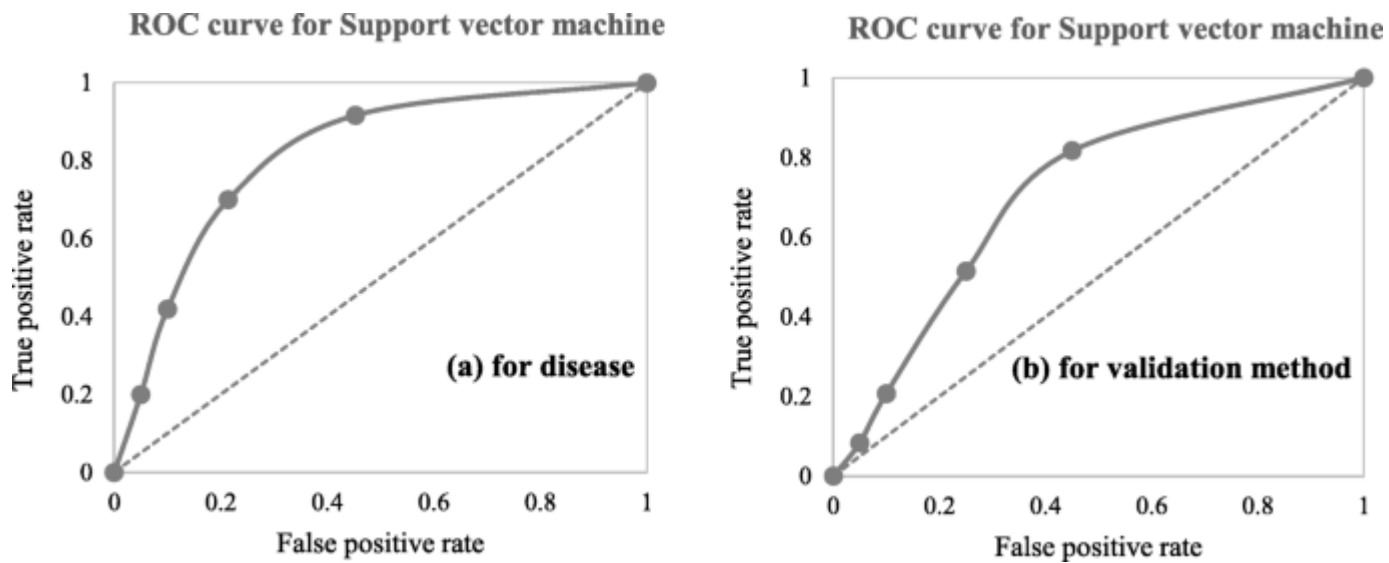 ROC curve for Support vector machine
1
0.8
0.6
0.4
0.2
0
True positive rate
(a) for disease
0 0.2 0.4 0.6 0.8 1
False positive rate
ROC curve for Support vector machine
1
0.8
0.6
0.4
0.2
0
True positive rate
(b) for validation method
0 0.2 0.4 0.6 0.8 1
False positive rate